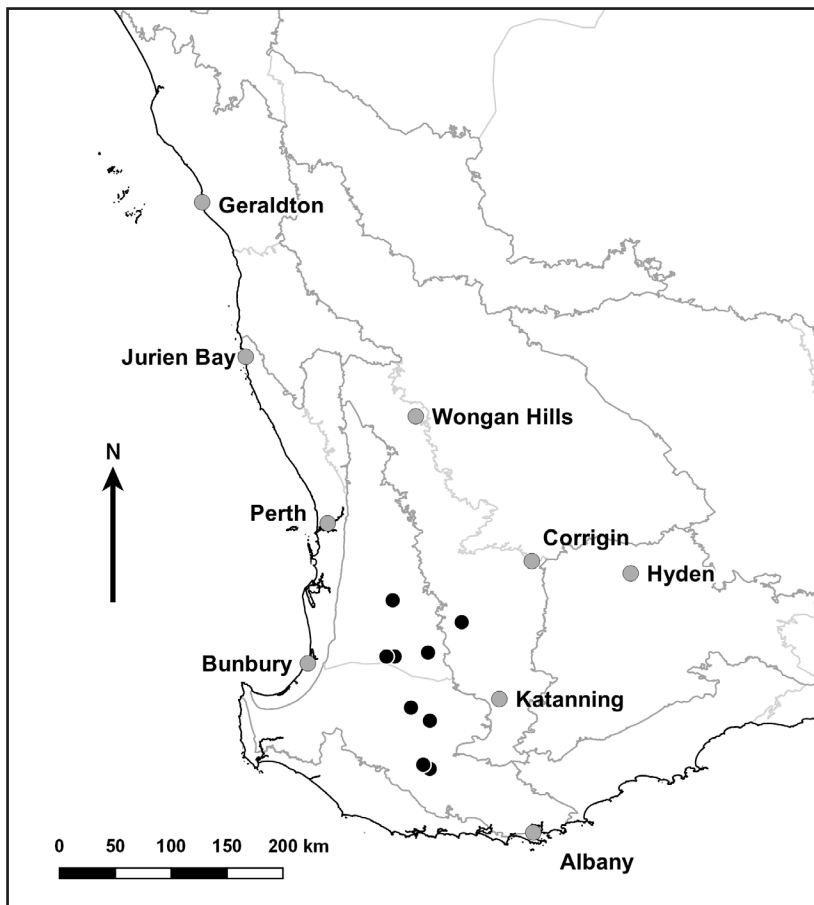 Geraldton
Jurien Bay
Wongan Hills
N
Perth
Corrigin
Hyden
Bunbury
Katanning
0 50 100 150 200 km
Albany